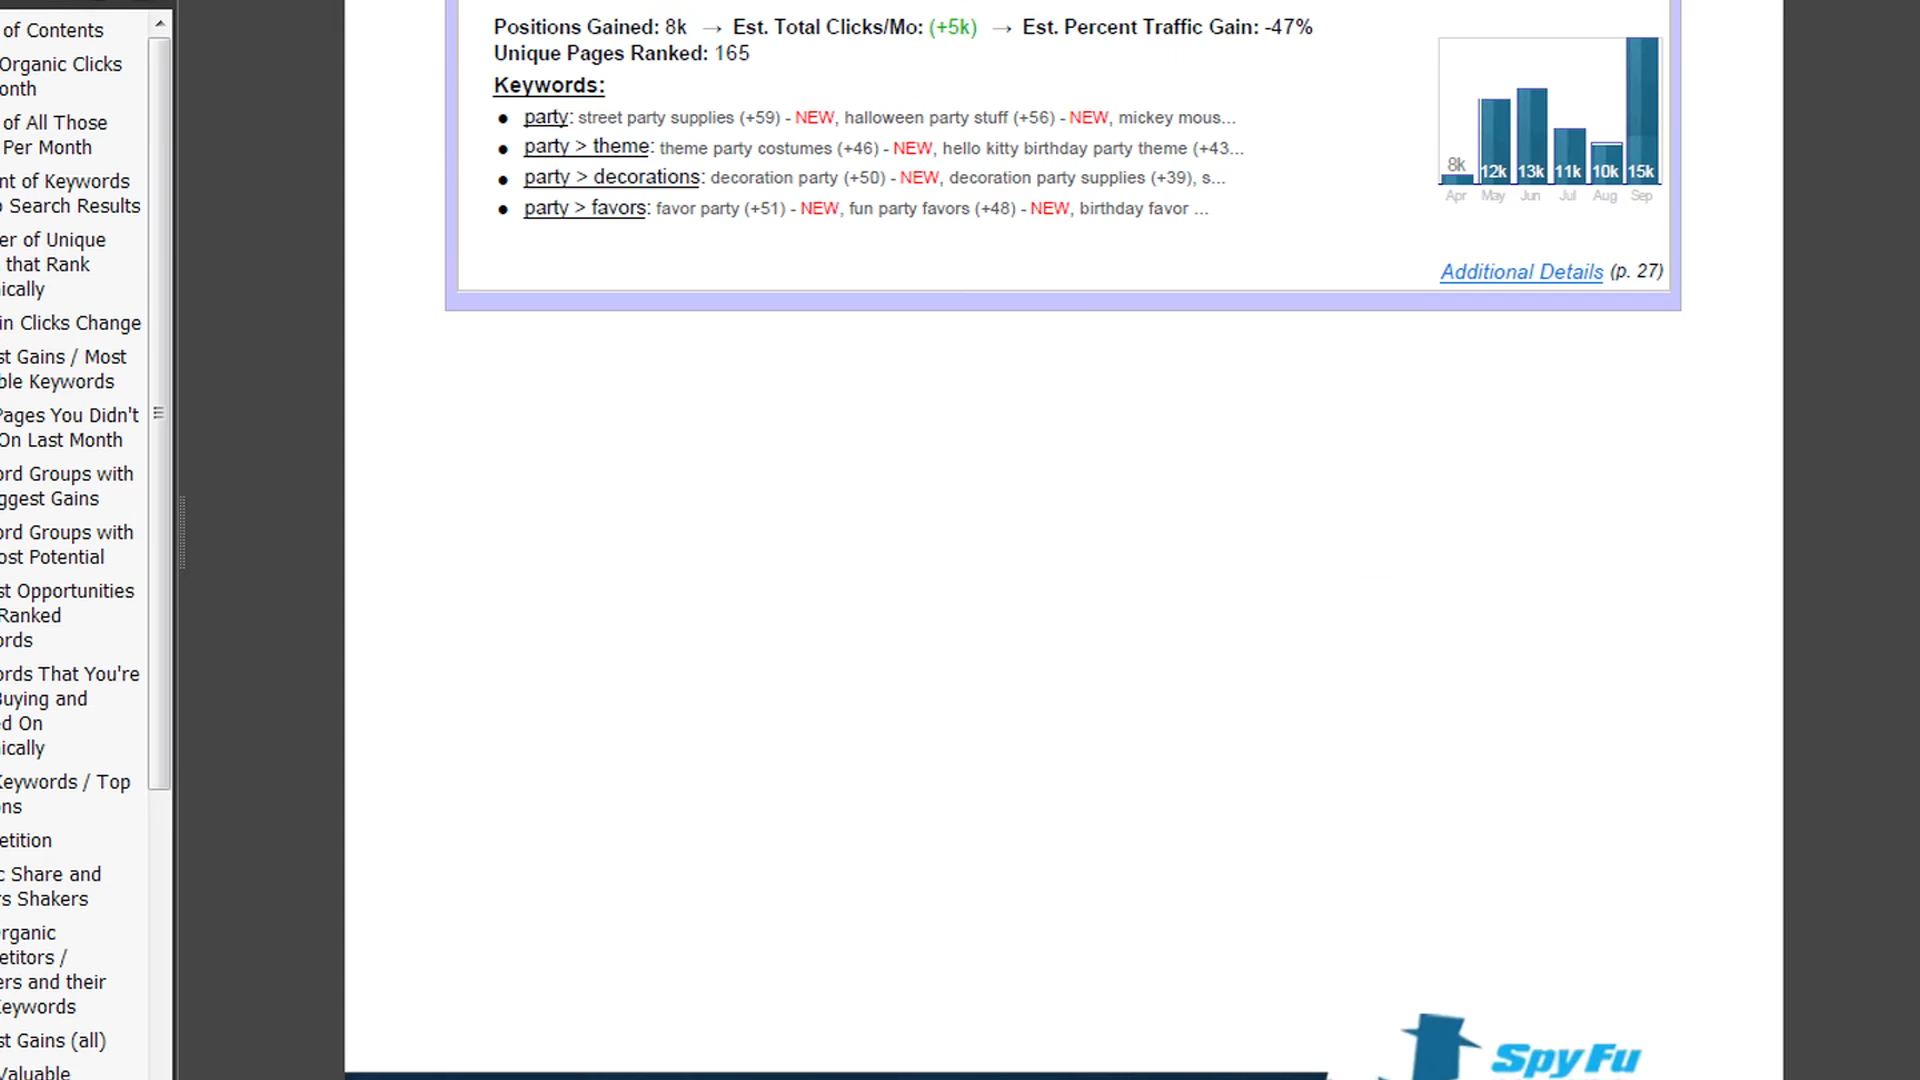 of Contents
Organic Clicks
onth
of All Those
Per Month
nt of Keywords
Search Results
er of Unique
that Rank
ically
in Clicks Change
st Gains / Most
ble Keywords
Pages You Didn't
On Last Month
ord Groups with
ggest Gains
ord Groups with
ost Potential
st Opportunities
Ranked
ords
ords That You're
Buying and
ed On
ically
Keywords / Top
ons
etition
c Share and
rs Shakers
rganic
etitors /
ers and their
Keywords
st Gains (all)
Valuable
Positions Gained: 8k → Est. Total Clicks/Mo: (+5k) → Est. Percent Traffic Gain: -47%
Unique Pages Ranked: 165
Keywords:
• party: street party supplies (+59) - NEW, halloween party stuff (+56) - NEW, mickey mous...
• party > theme: theme party costumes (+46) - NEW, hello kitty birthday party theme (+43...
• party > decorations: decoration party (+50) - NEW, decoration party supplies (+39), s...
• party > favors: favor party (+51) - NEW, fun party favors (+48) - NEW, birthday favor ...
8k 12k 13k 11k 10k 15k
Apr May Jun Jul Aug Sep
Additional Details (p. 27)
SpyFu